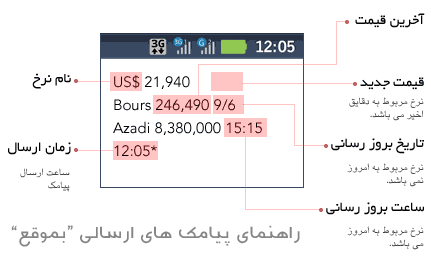 آخرین قیمت
3G 3G G 12:05
نام نرخ
US$ 21,940
قیمت جدید
نرخ مربوط به دقایق
اخیر می باشد.
Bours 246,490 9/6
Azadi 8,380,000 15:15
تاریخ بروز رسانی
نرخ مربوط به امروز
نمی باشد.
زمان ارسال
12:05*
ساعت ارسال
پیامک
ساعت بروز رسانی
نرخ مربوط به امروز
می باشد.
راهنمای پیامک های ارسالی ”بموقع“